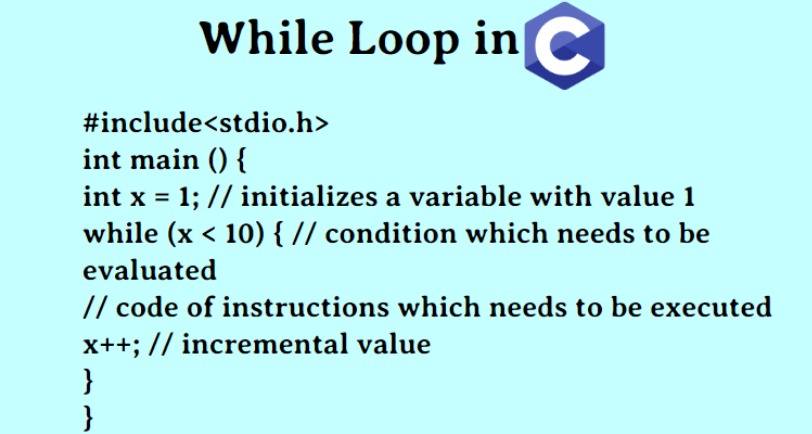 While Loop in C
#include<stdio.h>
int main () {
int x = 1; // initializes a variable with value 1
while (x < 10) { // condition which needs to be
evaluated
// code of instructions which needs to be executed
x++; // incremental value
}
}